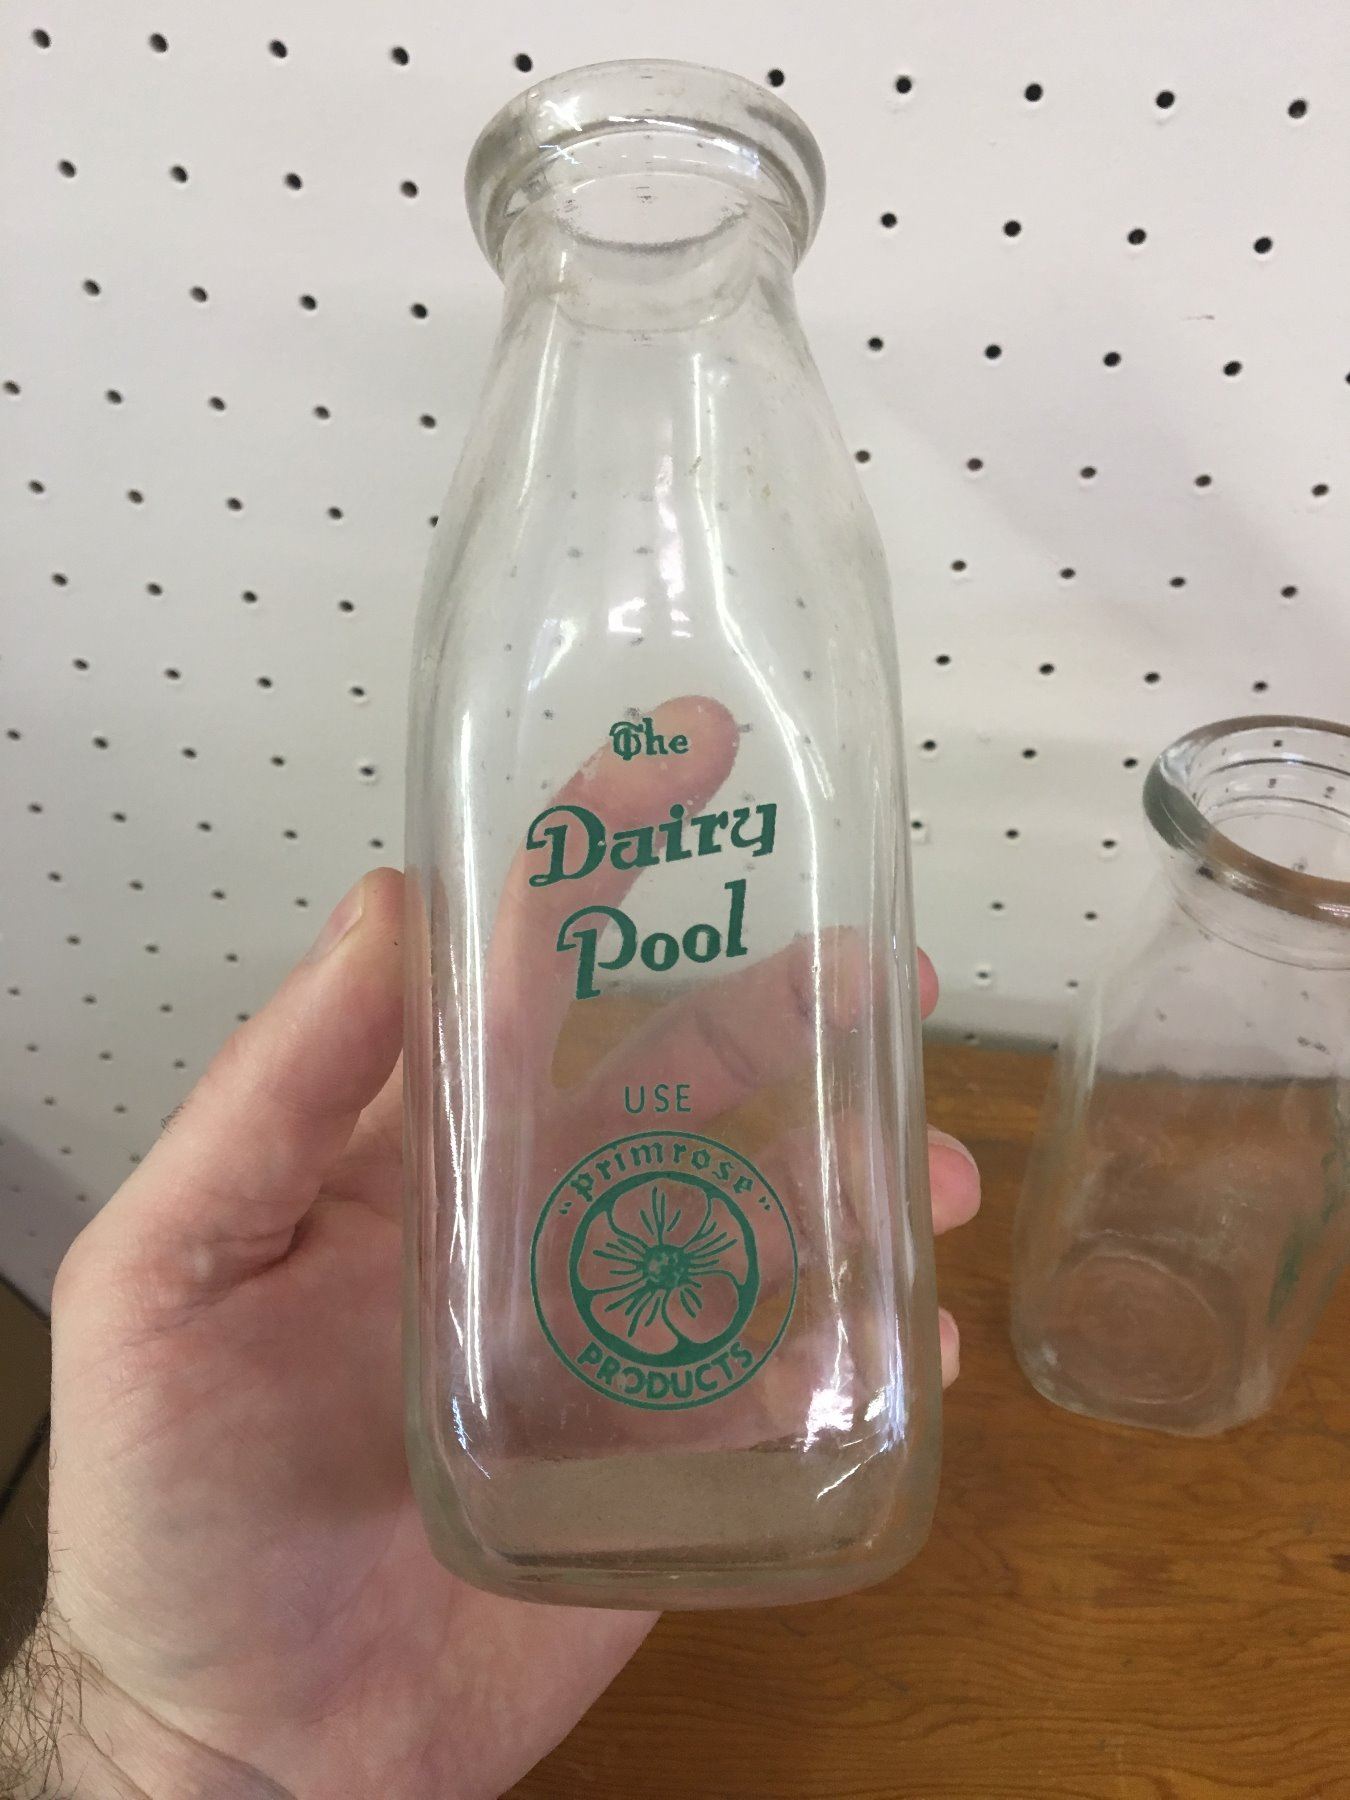 The
Dairy
Pool
USE
"Primrose"
PRODUCTS